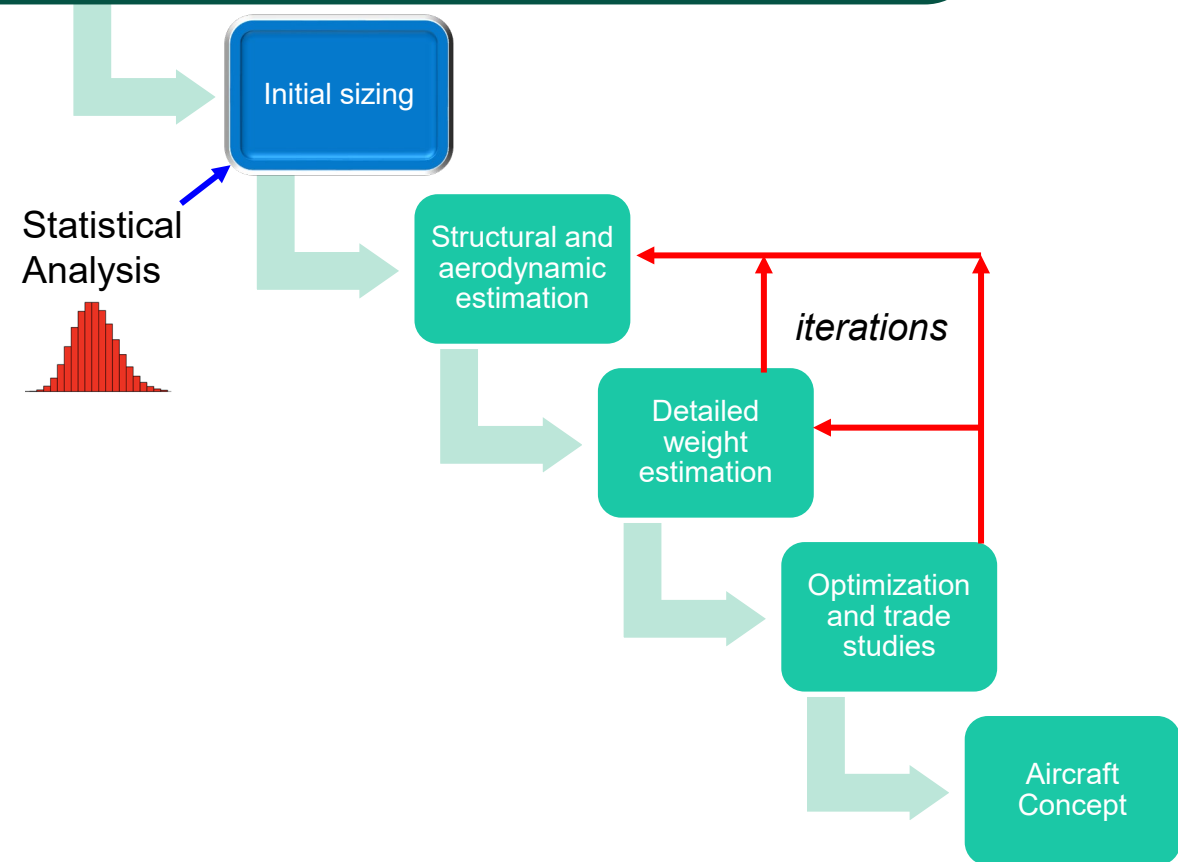 Initial sizing
Statistical
Analysis
Structural and
aerodynamic
estimation
iterations
Detailed
weight
estimation
Optimization
and trade
studies
Aircraft
Concept